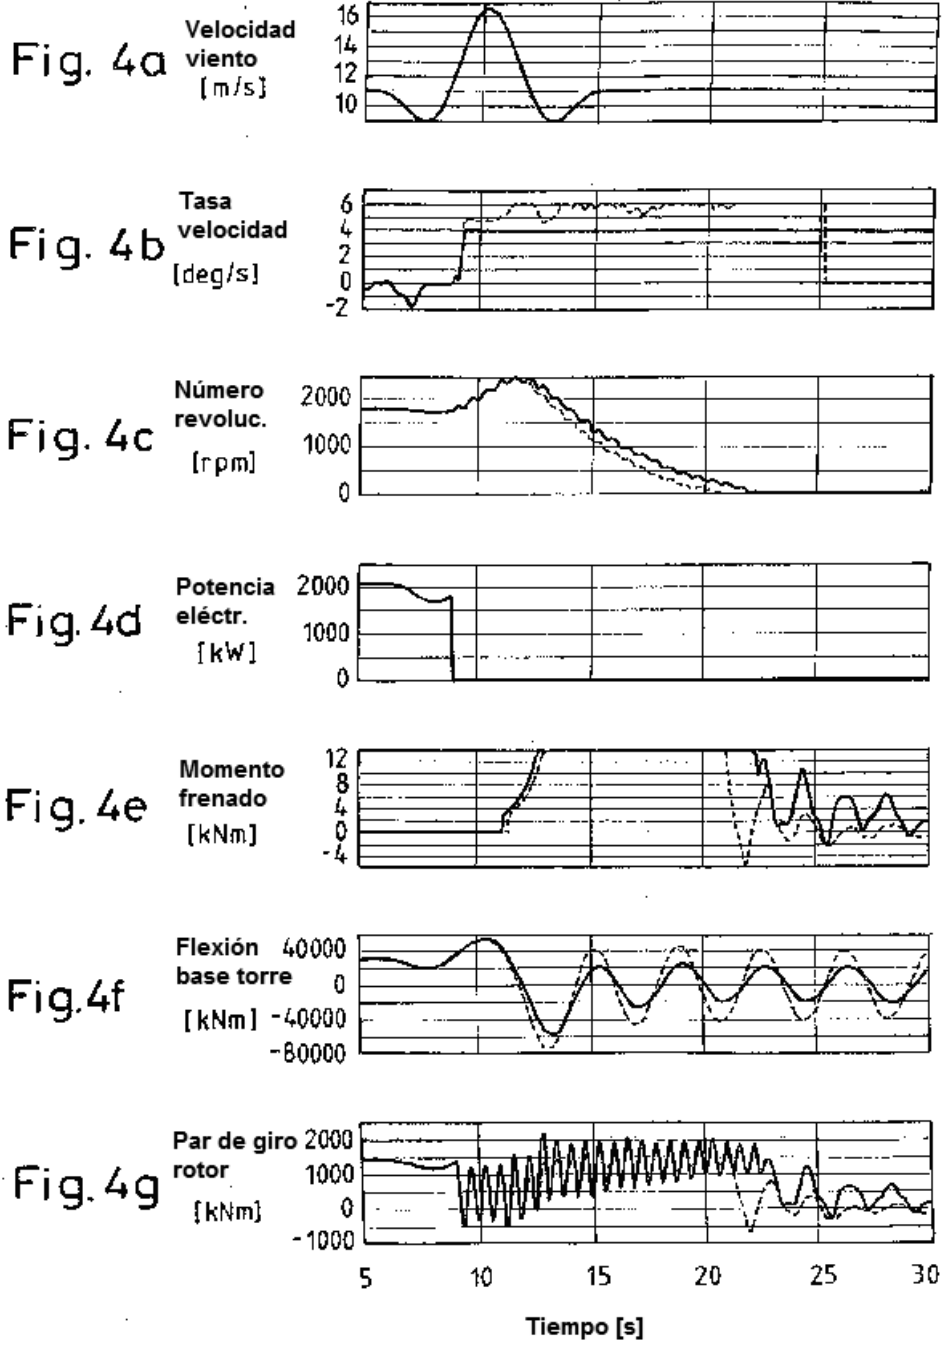 Fig. 4a
Velocidad
viento
[m/s]
16
14
12
10
Fig. 4b
Tasa
velocidad
[deg/s]
6
4
2
0
-2
Fig. 4c
Número
revoluc.
[rpm]
2000
1000
0
Fig. 4d
Potencia
eléctr.
[kW]
2000
1000
0
Fig. 4e
Momento
frenado
[kNm]
12
8
4
0
-4
Fig. 4f
Flexión
base torre
[kNm]
40000
0
-40000
-80000
Fig. 4g
Par de giro
rotor
[kNm]
2000
1000
0
-1000
5 10 15 20 25 30
Tiempo [s]